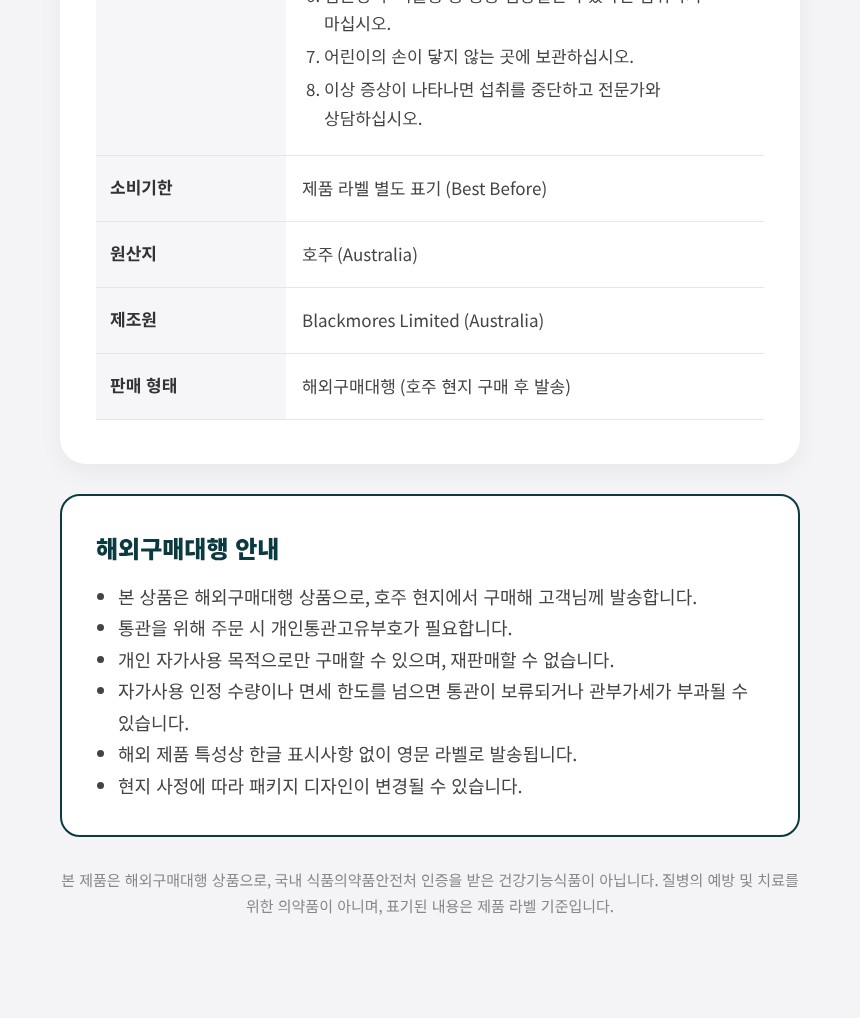 마십시오.
7. 어린이의 손이 닿지 않는 곳에 보관하십시오.
8. 이상 증상이 나타나면 섭취를 중단하고 전문가와
상담하십시오.
소비기한 제품 라벨 별도 표기 (Best Before)
원산지 호주 (Australia)
제조원 Blackmores Limited (Australia)
판매 형태 해외구매대행 (호주 현지 구매 후 발송)
해외구매대행 안내
• 본 상품은 해외구매대행 상품으로, 호주 현지에서 구매해 고객님께 발송합니다.
• 통관을 위해 주문 시 개인통관고유부호가 필요합니다.
• 개인 자가사용 목적으로만 구매할 수 있으며, 재판매할 수 없습니다.
• 자가사용 인정 수량이나 면세 한도를 넘으면 통관이 보류되거나 관부가세가 부과될 수
있습니다.
• 해외 제품 특성상 한글 표시사항 없이 영문 라벨로 발송됩니다.
• 현지 사정에 따라 패키지 디자인이 변경될 수 있습니다.
본 제품은 해외구매대행 상품으로, 국내 식품의약품안전처 인증을 받은 건강기능식품이 아닙니다. 질병의 예방 및 치료를
위한 의약품이 아니며, 표기된 내용은 제품 라벨 기준입니다.